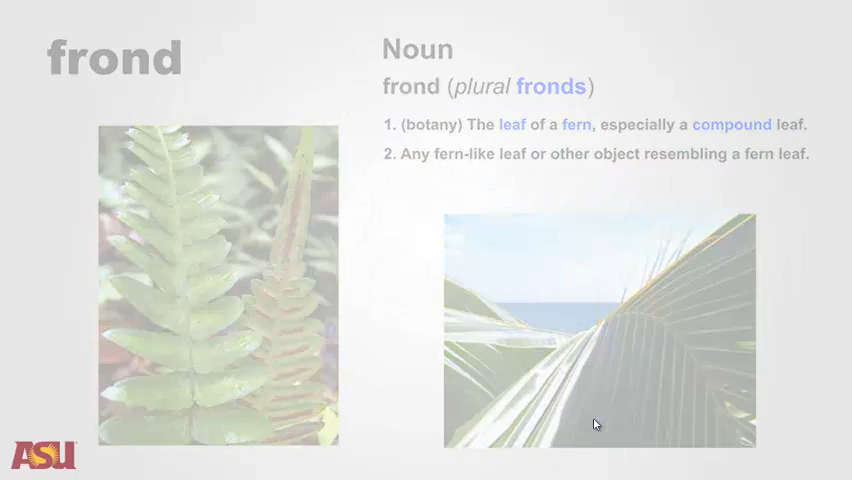 frond
Noun
frond (plural fronds)
1. (botany) The leaf of a fern, especially a compound leaf.
2. Any fern-like leaf or other object resembling a fern leaf.
ASU